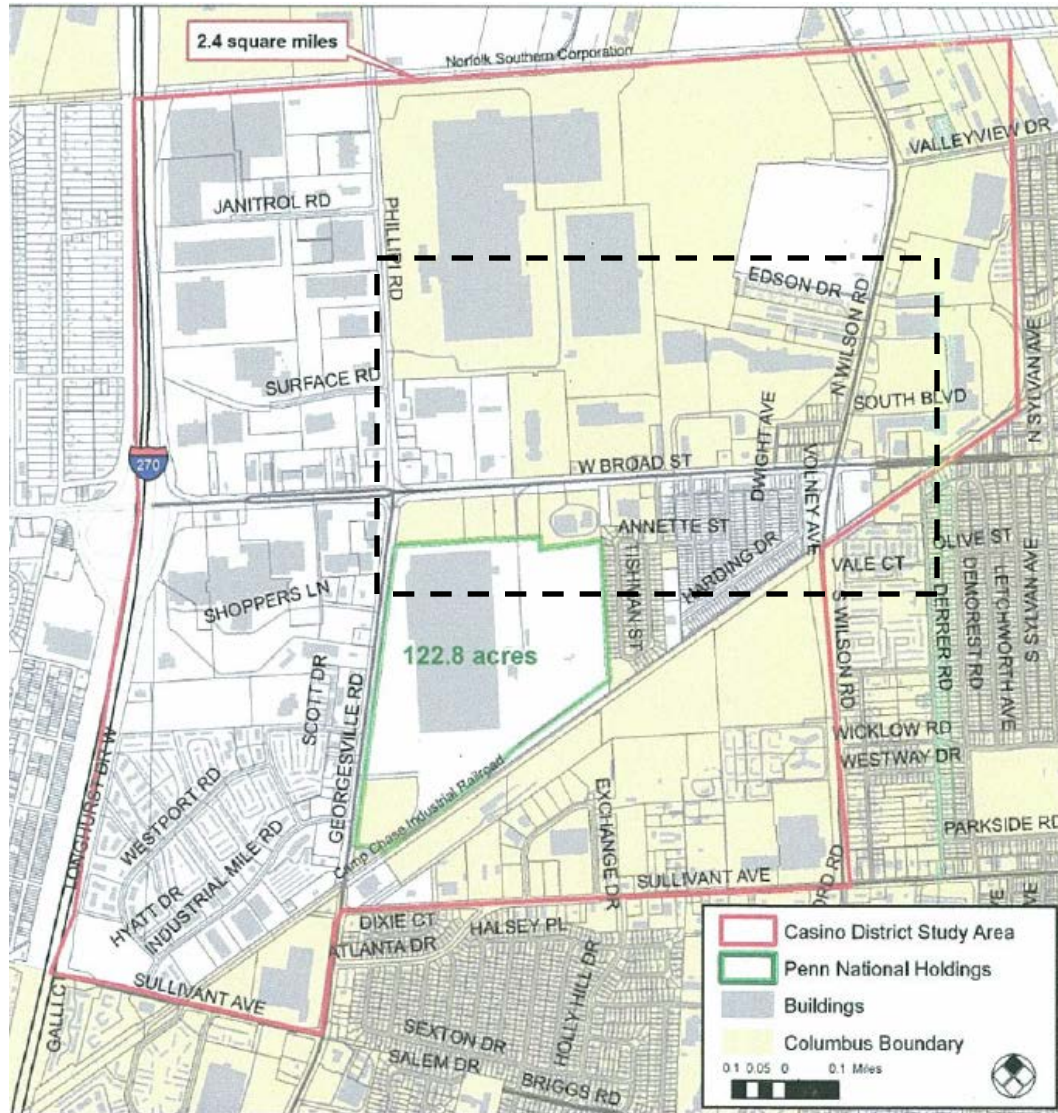 2.4 square miles
Norfolk Southern Corporation
VALLEYVIEW DR
JANITROL RD
PHILLIPI RD
EDSON DR
N WILSON RD
SURFACE RD
SOUTH BLVD
N SYLVAN AVE
270
W BROAD ST
DWIGHT AVE
VOLNEY AVE
ANNETTE ST
TISHMAN ST
HARDING DR
OLIVE ST
VALE CT
SHOPPERS LN
122.8 acres
SCOTT DR
GEORGESVILLE RD
S WILSON RD
DERRER RD
DEMOREST RD
LETCHWORTH AVE
S SYLVAN AVE
WICKLOW RD
WESTWAY DR
LONGHURST DR W
WESTPORT RD
INDUSTRIAL MILE RD
HYATT DR
Camp Chase Industrial Railroad
EXCHANGE DR
PARKSIDE RD
SULLIVANT AVE
DIXIE CT
HALSEY PL
ATLANTA DR
SULLIVANT AVE
GALLI CT
HOLLY HILL DR
SEXTON DR
SALEM DR
BRIGGS RD
Casino District Study Area
Penn National Holdings
Buildings
Columbus Boundary
0.1 0.05 0 0.1 Miles